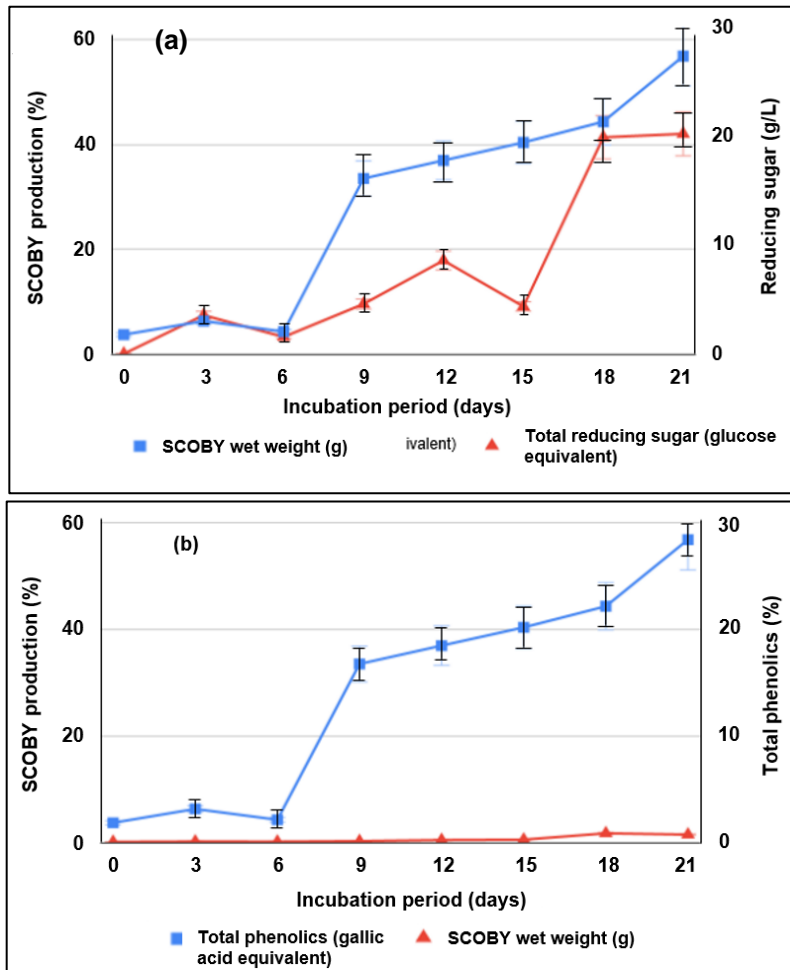 (a)
SCOBY production (%)
60
40
20
0
30
20
10
0
Reducing sugar (g/L)
0 3 6 9 12 15 18 21
Incubation period (days)
SCOBY wet weight (g)
ivalent)
Total reducing sugar (glucose
equivalent)
(b)
SCOBY production (%)
60
40
20
0
30
20
10
0
Total phenolics (%)
0 3 6 9 12 15 18 21
Incubation period (days)
Total phenolics (gallic
acid equivalent)
SCOBY wet weight (g)